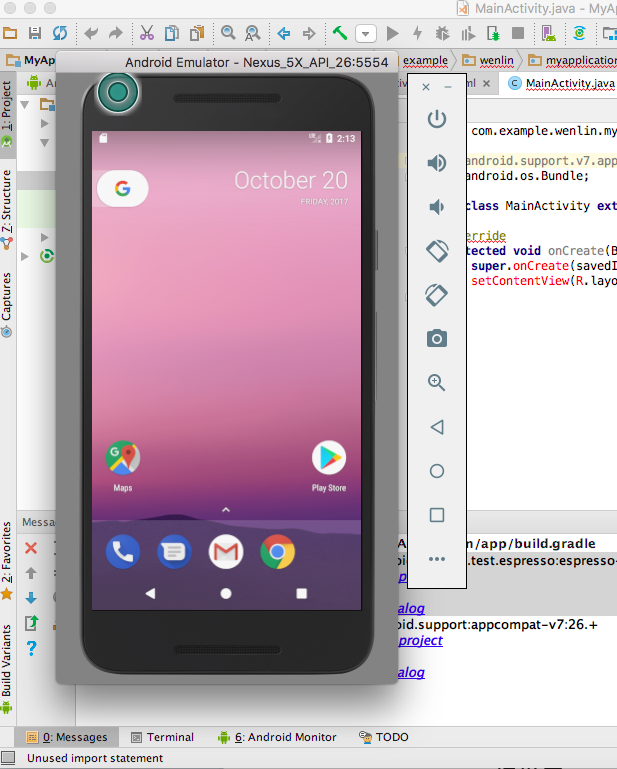 MainActivity.java - MyA
MyAp
Android Emulator - Nexus_5X_API_26:5554
example
wenlin
myapplication
An
ml
MainActivity.java
1: Project
Z: Structure
Captures
2: Favorites
Build Variants
com.example.wenlin.my
android.support.v7.app
android.os.Bundle;
class MainActivity ext
erride
tected void onCreate(B
super.onCreate(savedI
setContentView(R.layo
2:13
G
October 20
FRIDAY, 2017
Maps
Play Store
Messa
n/app/build.gradle
.test.espresso:espresso-
alog
oid.support:appcompat-v7:26.+
project
alog
0: Messages
Terminal
6: Android Monitor
TODO
Unused import statement